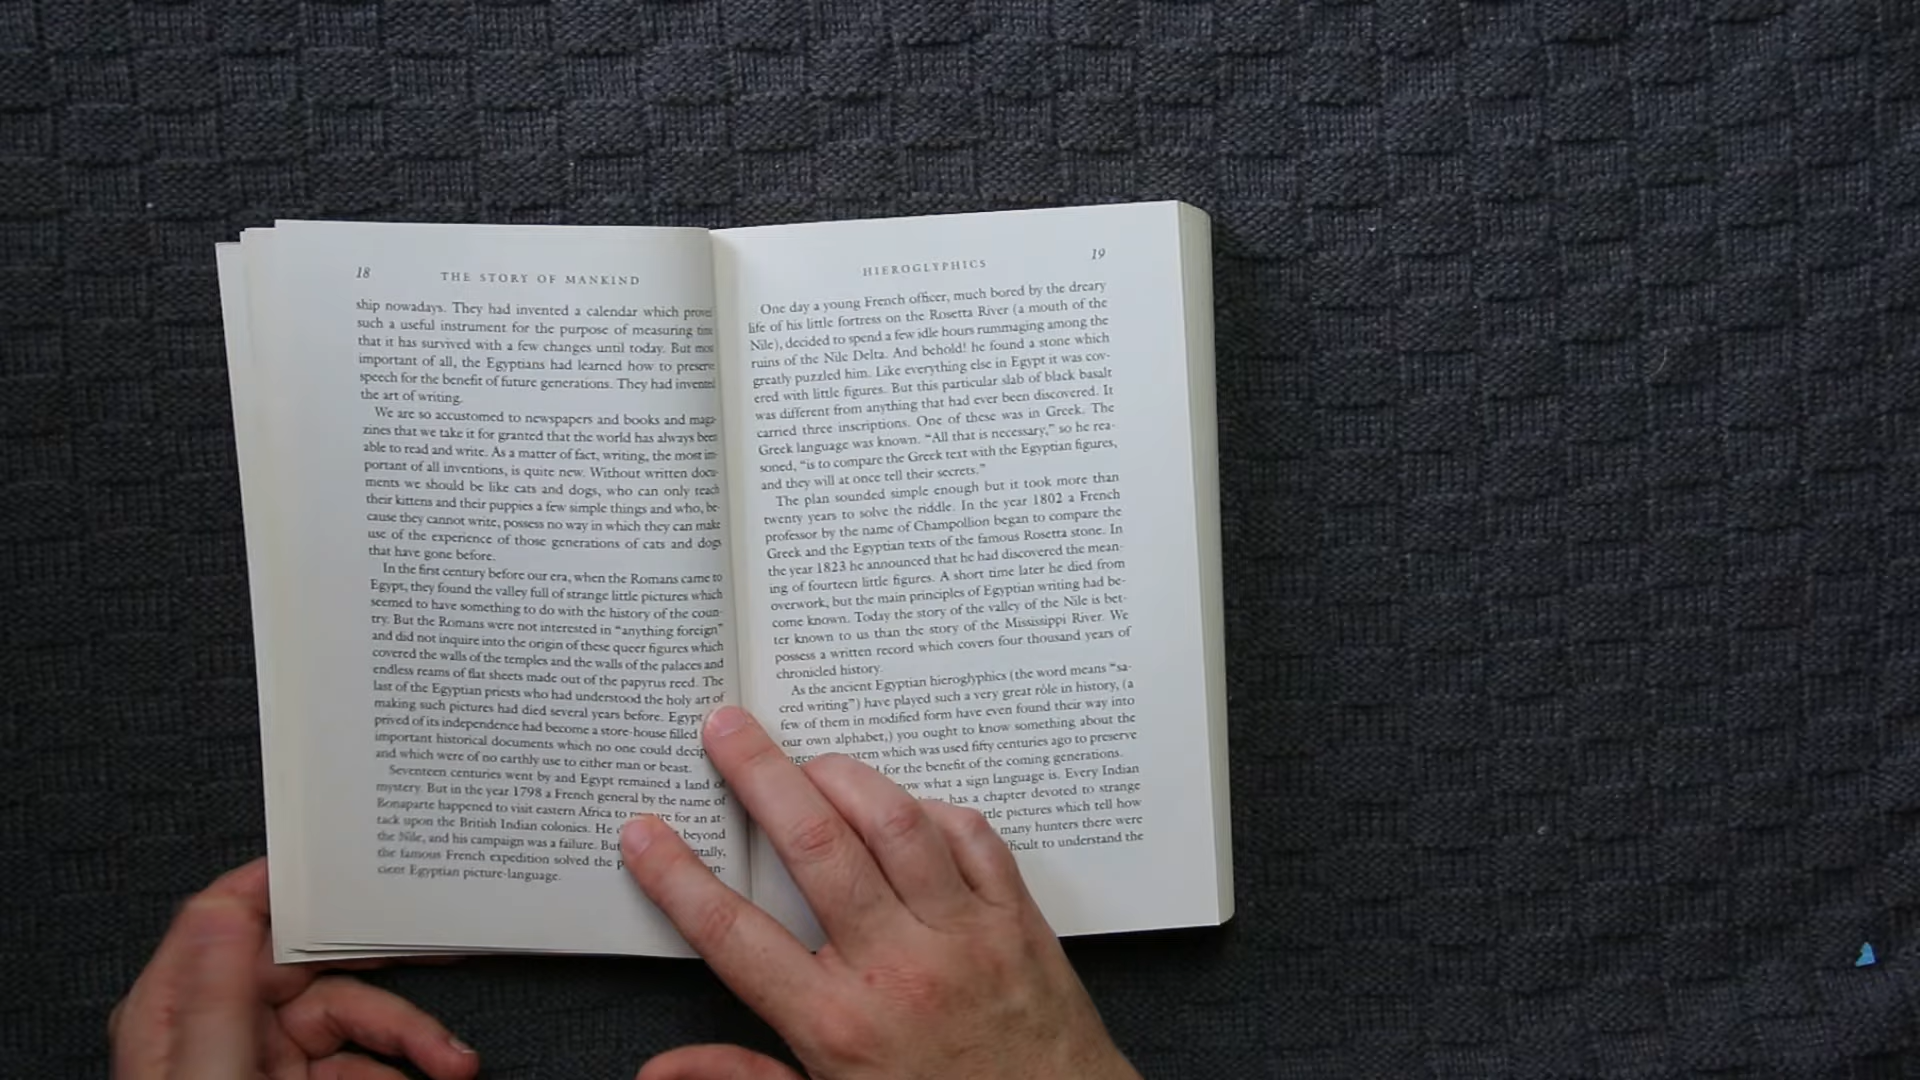 18
THE STORY OF MANKIND
ship nowadays. They had invented a calendar which
such a useful instrument for the purpose of measuring
that it has survived with a few changes until today. But
important of all, the Egyptians had learned how to
speech for the benefit of future generations. They had
the art of writing.
We are so accustomed to newspapers and books and maga-
zines that we take it for granted that the world has always been
able to read and write. As a matter of fact, writing, the most im-
portant of all inventions, is quite new. Without written docu-
ments we should be like cats and dogs, who can only teach
their kittens and their puppies a few simple things and who, be-
cause they cannot write, possess no way in which they can make
use of the experience of those generations of cats and dogs
that have gone before.
In the first century before our era, when the Romans came to
Egypt, they found the valley full of strange little pictures which
seemed to have something to do with the history of the coun-
try. But the Romans were not interested in “anything foreign”
and did not inquire into the origin of these queer figures which
covered the walls of the temples and the walls of the palaces and
endless reams of flat sheets made out of the papyrus reed. The
last of the Egyptian priests who had understood the holy art of
making such pictures had died several years before. Egypt
prived of its independence had become a store-house filled
important historical documents which no one could
and which were of no earthly use to either man or beast.
Seventeen centuries went by and Egypt remained a land of
mystery. But in the year 1798 a French general by the name of
Bonaparte happened to visit eastern Africa to for an at-
tack upon the British Indian colonies. He beyond
the Nile, and his campaign was a failure. But
the famous French expedition solved the
cient Egyptian picture-language.
HIEROGLYPHICS
19
One day a young French officer, much bored by the dreary
life of his little fortress on the Rosetta River (a mouth of the
Nile), decided to spend a few idle hours rummaging among the
ruins of the Nile Delta. And behold! he found a stone which
greatly puzzled him. Like everything else in Egypt it was cov-
ered with little figures. But this particular slab of black basalt
was different from anything that had ever been discovered. It
carried three inscriptions. One of these was in Greek. The
Greek language was known. “All that is necessary,” so he rea-
soned, “is to compare the Greek text with the Egyptian figures,
and they will at once tell their secrets.”
The plan sounded simple enough but it took more than
twenty years to solve the riddle. In the year 1802 a French
professor by the name of Champollion began to compare the
Greek and the Egyptian texts of the famous Rosetta stone. In
the year 1823 he announced that he had discovered the mean-
ing of fourteen little figures. A short time later he died from
overwork, but the main principles of Egyptian writing had be-
come known. Today the story of the valley of the Nile is bet-
ter known to us than the story of the Mississippi River. We
possess a written record which covers four thousand years of
chronicled history.
As the ancient Egyptian hieroglyphics (the word means “sa-
cred writing”) have played such a very great rôle in history, (a
few of them in modified form have even found their way into
our own alphabet,) you ought to know something about the
which was used fifty centuries ago to preserve
for the benefit of the coming generations.
what a sign language is. Every Indian
has a chapter devoted to strange
pictures which tell how
many hunters there were
to understand the